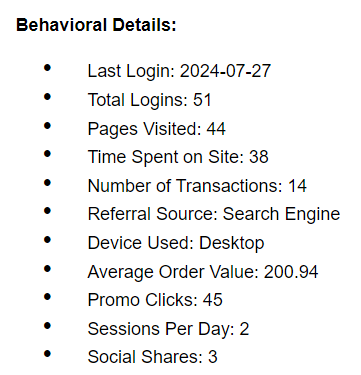 Behavioral Details:
• Last Login: 2024-07-27
• Total Logins: 51
• Pages Visited: 44
• Time Spent on Site: 38
• Number of Transactions: 14
• Referral Source: Search Engine
• Device Used: Desktop
• Average Order Value: 200.94
• Promo Clicks: 45
• Sessions Per Day: 2
• Social Shares: 3